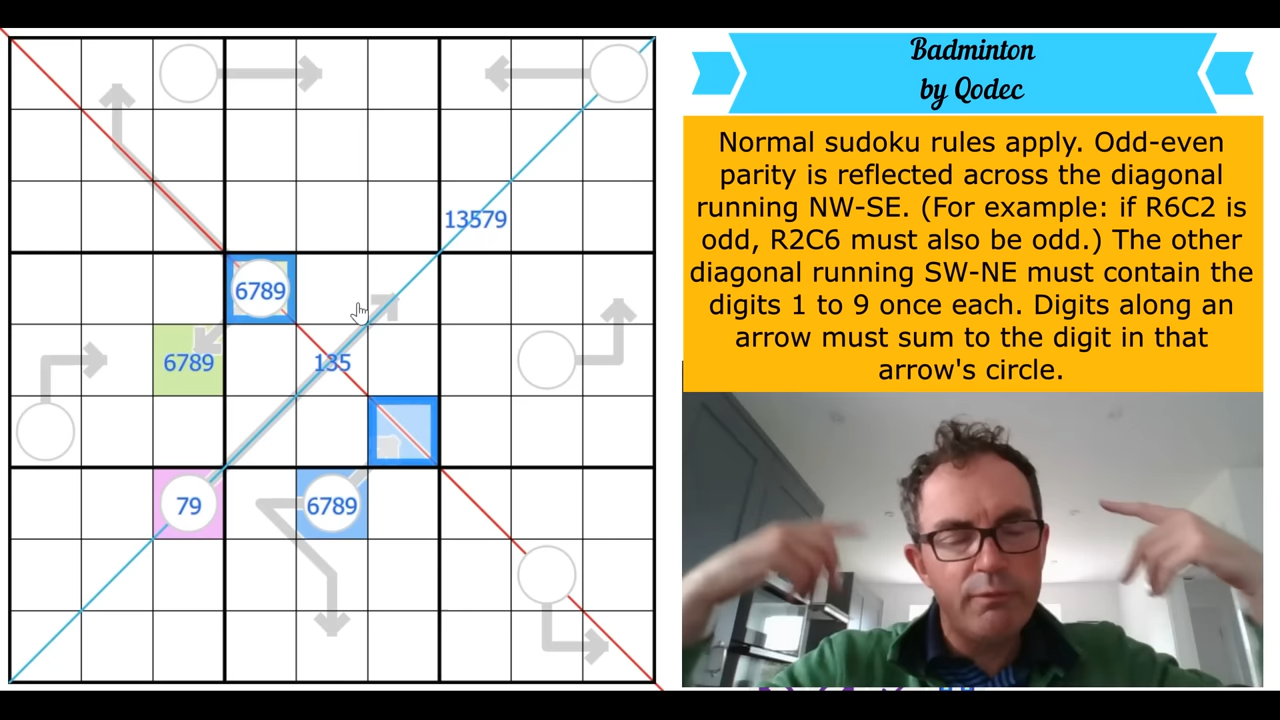 Badminton
by Qodec
Normal sudoku rules apply. Odd-even
parity is reflected across the diagonal
running NW-SE. (For example: if R6C2 is
odd, R2C6 must also be odd.) The other
diagonal running SW-NE must contain the
digits 1 to 9 once each. Digits along an
arrow must sum to the digit in that
arrow's circle.
13579
6789
6789
135
79
6789